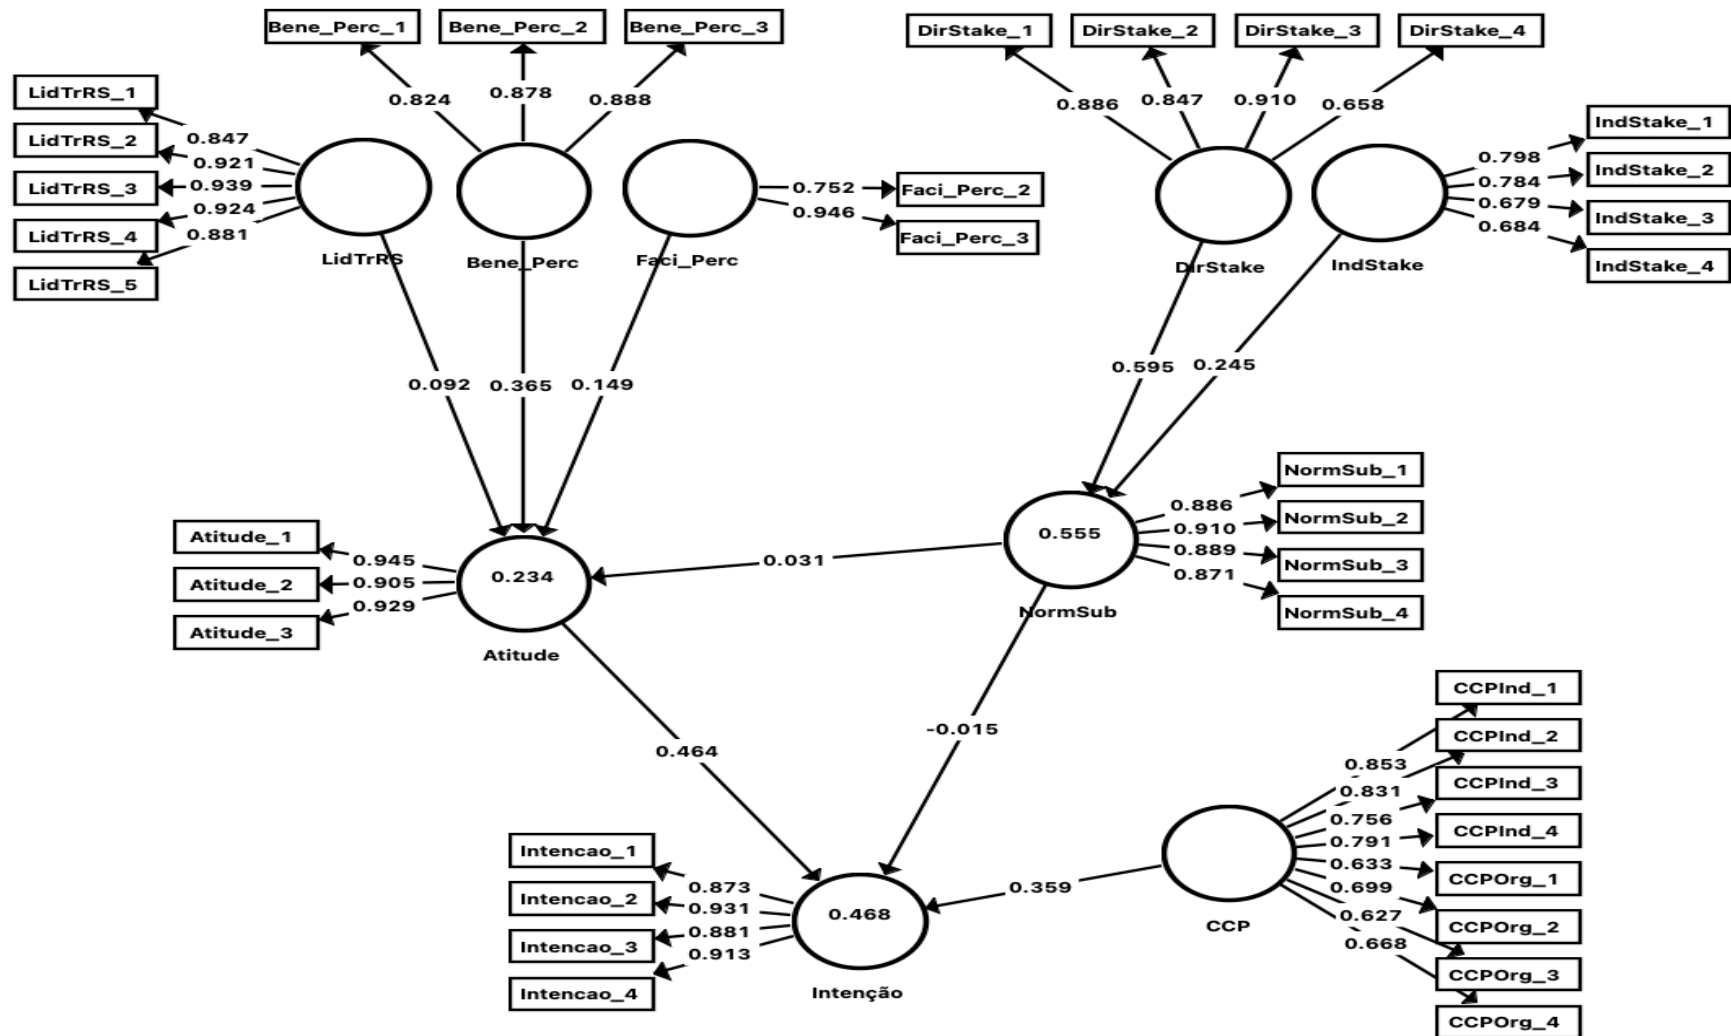 Bene_Perc_1
Bene_Perc_2
Bene_Perc_3
DirStake_1
DirStake_2
DirStake_3
DirStake_4
0.824
0.878
0.888
0.886
0.847
0.910
0.658
LidTrRS_1
LidTrRS_2
LidTrRS_3
LidTrRS_4
LidTrRS_5
0.847
0.921
0.939
0.924
0.881
LidTrRS
Bene_Perc
Faci_Perc
0.752
0.946
Faci_Perc_2
Faci_Perc_3
DirStake
IndStake
0.798
0.784
0.679
0.684
IndStake_1
IndStake_2
IndStake_3
IndStake_4
0.092
0.365
0.149
0.595
0.245
Atitude_1
Atitude_2
Atitude_3
0.945
0.905
0.929
0.234
Atitude
0.031
0.555
NormSub
0.886
0.910
0.889
0.871
NormSub_1
NormSub_2
NormSub_3
NormSub_4
0.464
-0.015
0.359
Intencao_1
Intencao_2
Intencao_3
Intencao_4
0.873
0.931
0.881
0.913
0.468
Intenção
CCP
0.853
0.831
0.756
0.791
0.633
0.699
0.627
0.668
CCPInd_1
CCPInd_2
CCPInd_3
CCPInd_4
CCPOrg_1
CCPOrg_2
CCPOrg_3
CCPOrg_4